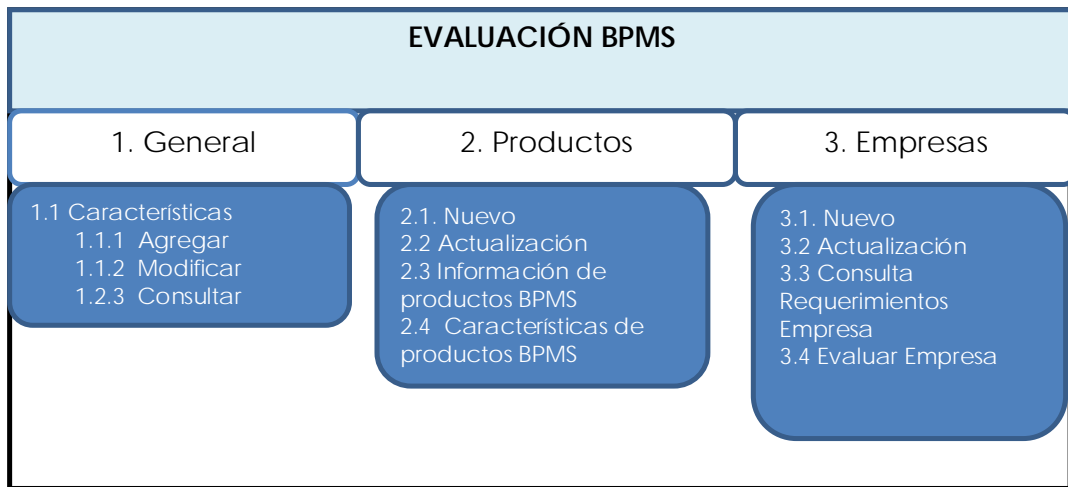 EVALUACIÓN BPMS
1. General
2. Productos
3. Empresas
1.1 Características
1.1.1 Agregar
1.1.2 Modificar
1.2.3 Consultar
2.1. Nuevo
2.2 Actualización
2.3 Información de
productos BPMS
2.4 Características de
productos BPMS
3.1. Nuevo
3.2 Actualización
3.3 Consulta
Requerimientos
Empresa
3.4 Evaluar Empresa